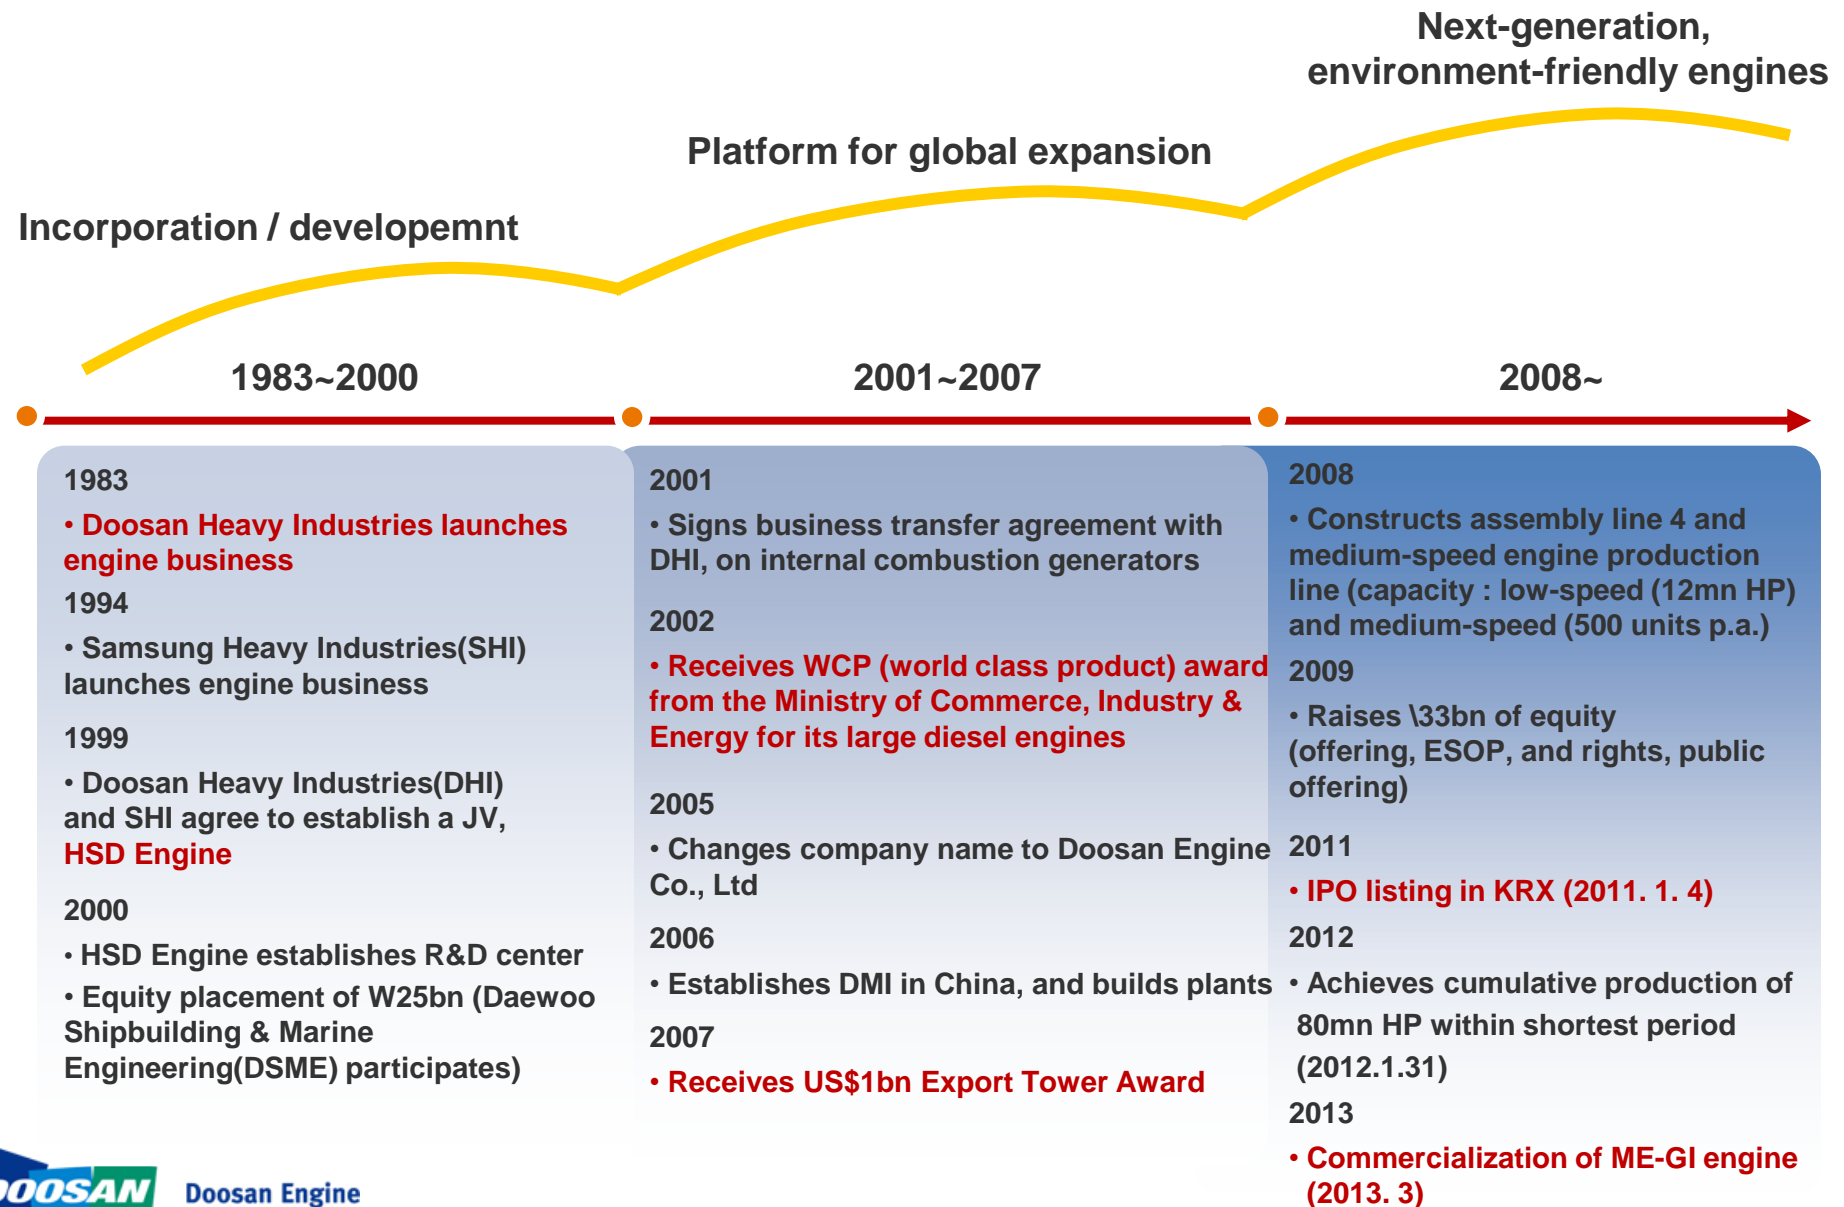 Next-generation,
environment-friendly engines
Platform for global expansion
Incorporation / developemnt
1983~2000
2001~2007
2008~
1983
• Doosan Heavy Industries launches
engine business
1994
• Samsung Heavy Industries(SHI)
launches engine business
1999
• Doosan Heavy Industries(DHI)
and SHI agree to establish a JV,
HSD Engine
2000
• HSD Engine establishes R&D center
• Equity placement of W25bn (Daewoo
Shipbuilding & Marine
Engineering(DSME) participates)
2001
• Signs business transfer agreement with
DHI, on internal combustion generators
2002
• Receives WCP (world class product) award
from the Ministry of Commerce, Industry &
Energy for its large diesel engines
2005
• Changes company name to Doosan Engine
Co., Ltd
2006
• Establishes DMI in China, and builds plants
2007
• Receives US$1bn Export Tower Award
2008
• Constructs assembly line 4 and
medium-speed engine production
line (capacity : low-speed (12mn HP)
and medium-speed (500 units p.a.)
2009
• Raises \33bn of equity
(offering, ESOP, and rights, public
offering)
2011
• IPO listing in KRX (2011. 1. 4)
2012
• Achieves cumulative production of
80mn HP within shortest period
(2012.1.31)
2013
• Commercialization of ME-GI engine
(2013. 3)
DOOSAN
Doosan Engine